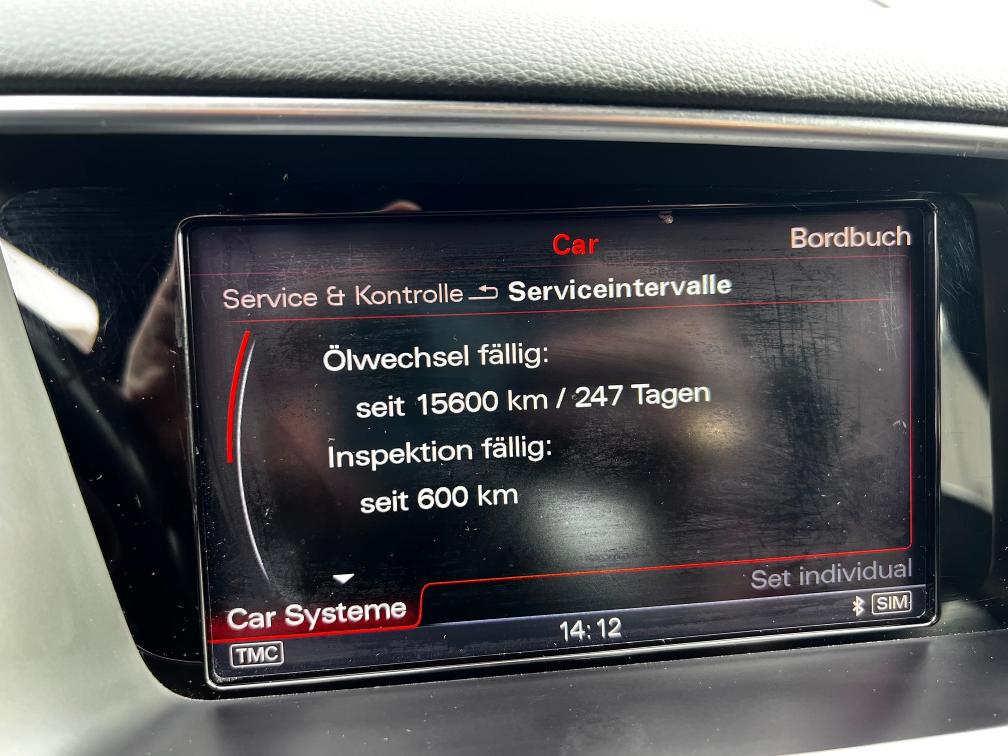 Car
Bordbuch
Service & Kontrolle Serviceintervalle
Ölwechsel fällig:
seit 15600 km / 247 Tagen
Inspektion fällig:
seit 600 km
Set individual
Car Systeme
SIM
14:12
TMC